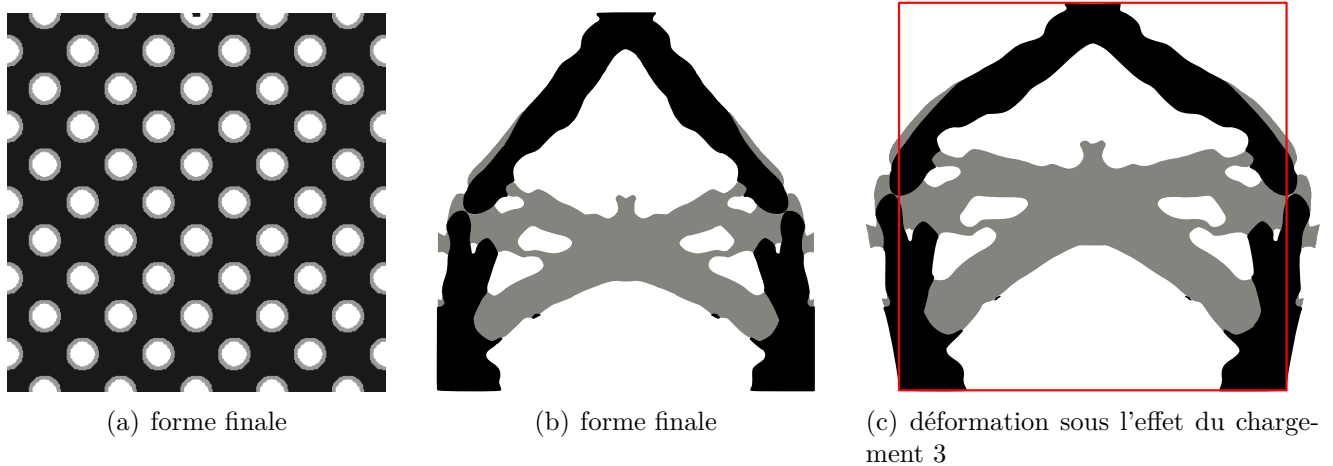 (a) forme finale
(b) forme finale
(c) déformation sous l'effet du charge-
ment 3